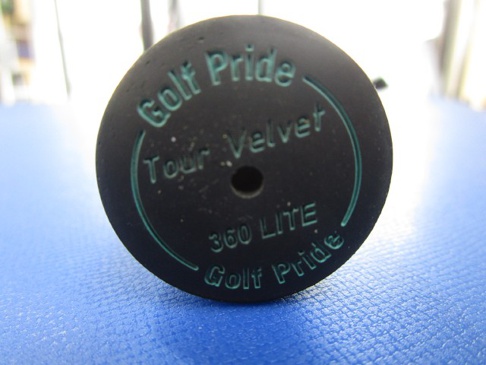 Golf Pride
Tour Velvet
360 LITE
Golf Pride